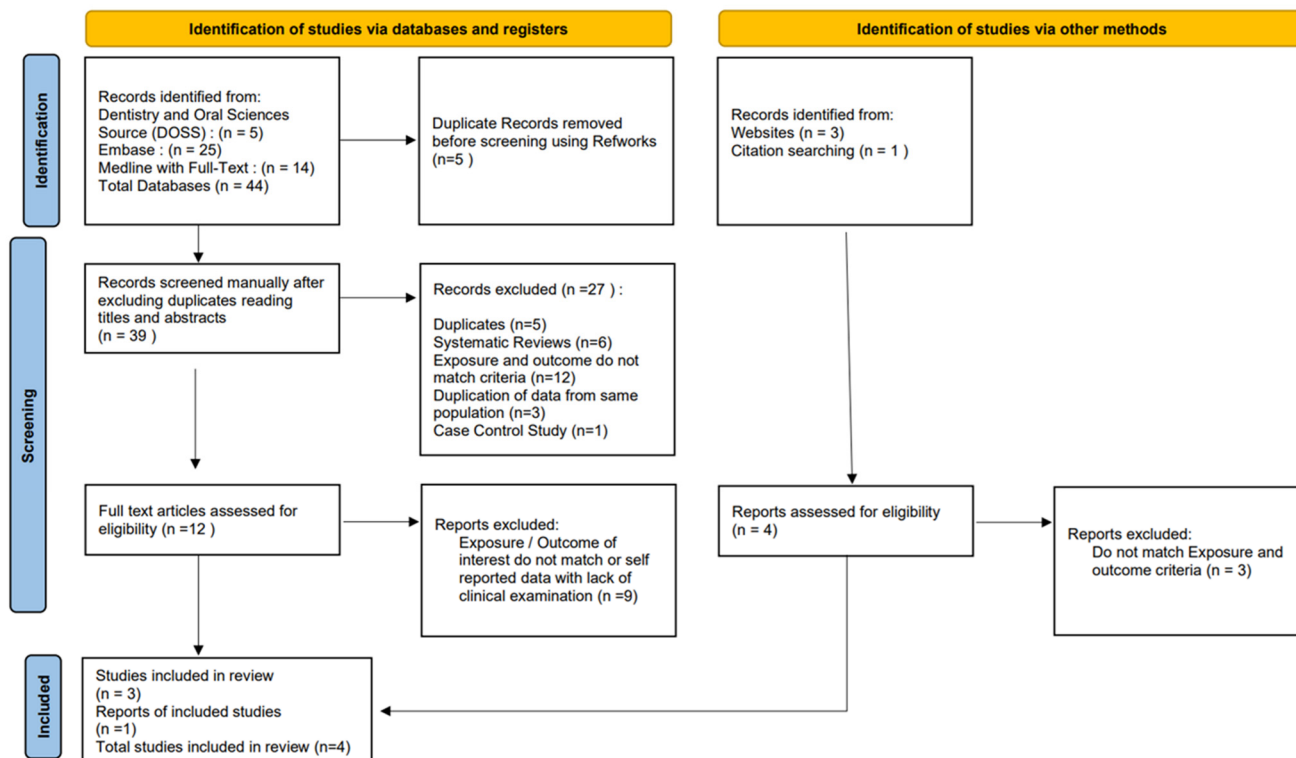 Identification of studies via databases and registers
Identification of studies via other methods
Identification
Records identified from:
Dentistry and Oral Sciences
Source (DOSS) : (n = 5)
Embase : (n = 25)
Medline with Full-Text : (n = 14)
Total Databases (n = 44)
Duplicate Records removed
before screening using Refworks
(n=5 )
Records identified from:
Websites (n = 3)
Citation searching (n = 1 )
Screening
Records screened manually after
excluding duplicates reading
titles and abstracts
(n = 39 )
Records excluded (n =27 ) :
Duplicates (n=5)
Systematic Reviews (n=6)
Exposure and outcome do not
match criteria (n=12)
Duplication of data from same
population (n=3)
Case Control Study (n=1)
Full text articles assessed for
eligibility (n =12 )
Reports excluded:
Exposure / Outcome of
interest do not match or self
reported data with lack of
clinical examination (n =9)
Reports assessed for eligibility
(n = 4)
Reports excluded:
Do not match Exposure and
outcome criteria (n = 3)
Included
Studies included in review
(n = 3)
Reports of included studies
(n =1)
Total studies included in review (n=4)